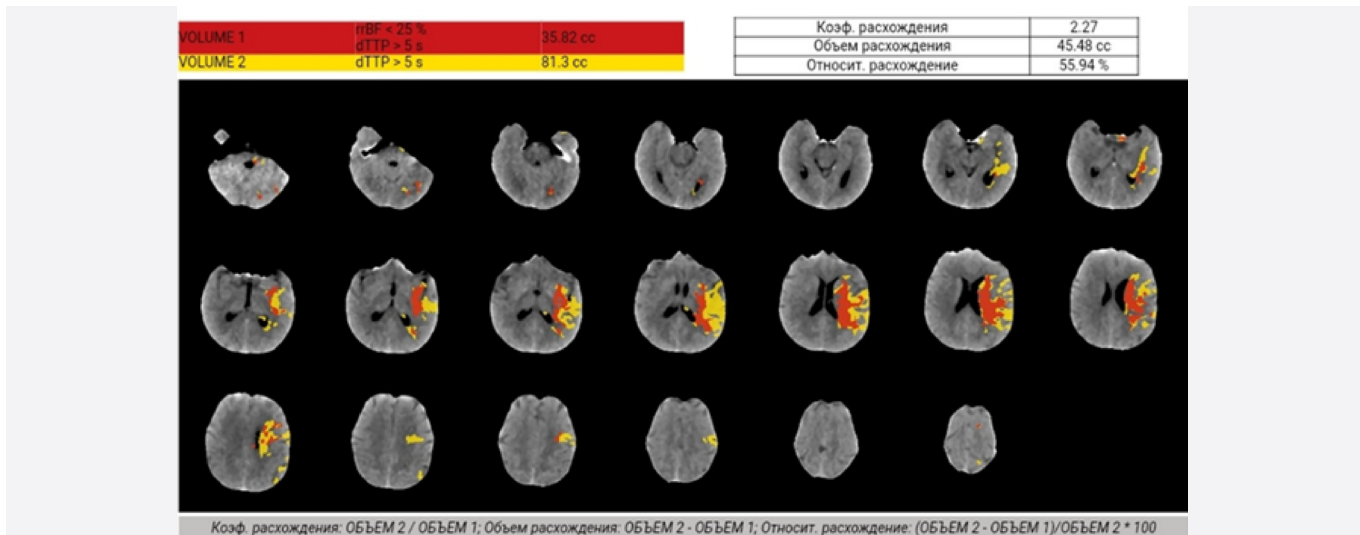 VOLUME 1 rrBF < 25 % dTTP > 5 s 35.82 cc
VOLUME 2 dTTP > 5 s 81.3 cc
Коэф. расхождения 2.27
Объем расхождения 45.48 cc
Относит. расхождение 55.94 %
Коэф. расхождения: ОБЪЕМ 2 / ОБЪЕМ 1; Объем расхождения: ОБЪЕМ 2 - ОБЪЕМ 1; Относит. расхождение: (ОБЪЕМ 2 - ОБЪЕМ 1)/ОБЪЕМ 2 * 100